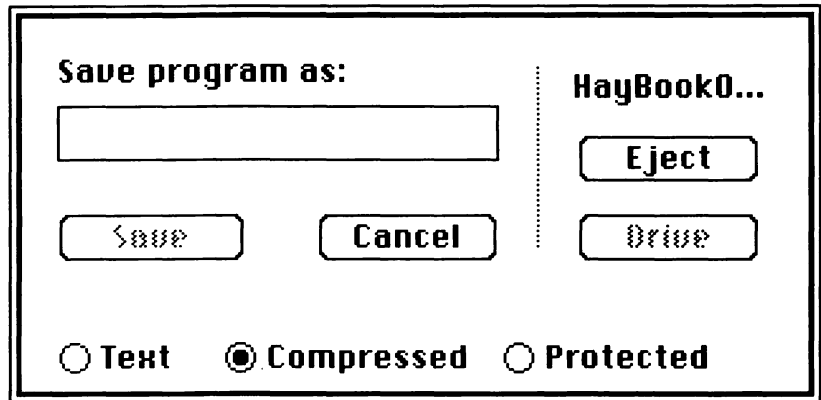 Save program as:
HayBook0...
Eject
Save
Cancel
Drive
Text
Compressed
Protected